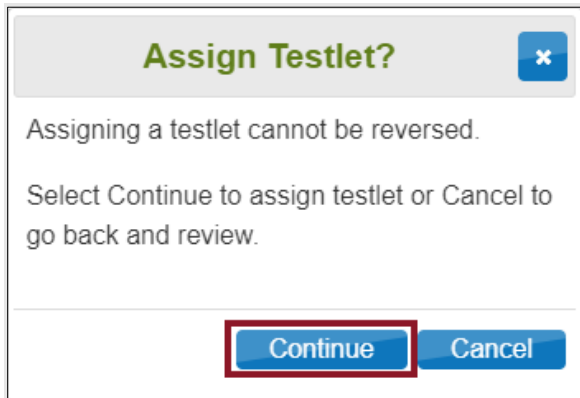 Assign Testlet?
Assigning a testlet cannot be reversed.
Select Continue to assign testlet or Cancel to
go back and review.
Continue Cancel